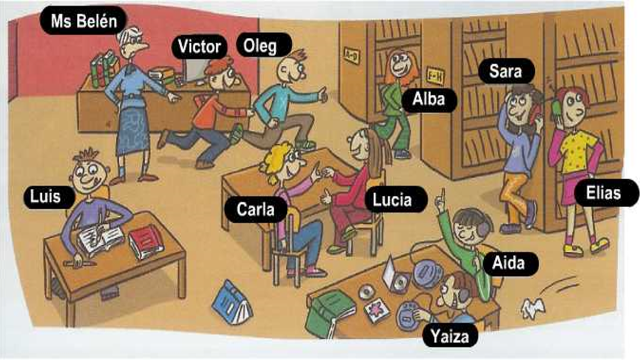 Ms Belén
Victor
Oleg
A-D
E-H
Alba
Sara
Luis
Carla
Lucia
Elias
Aida
Yaiza